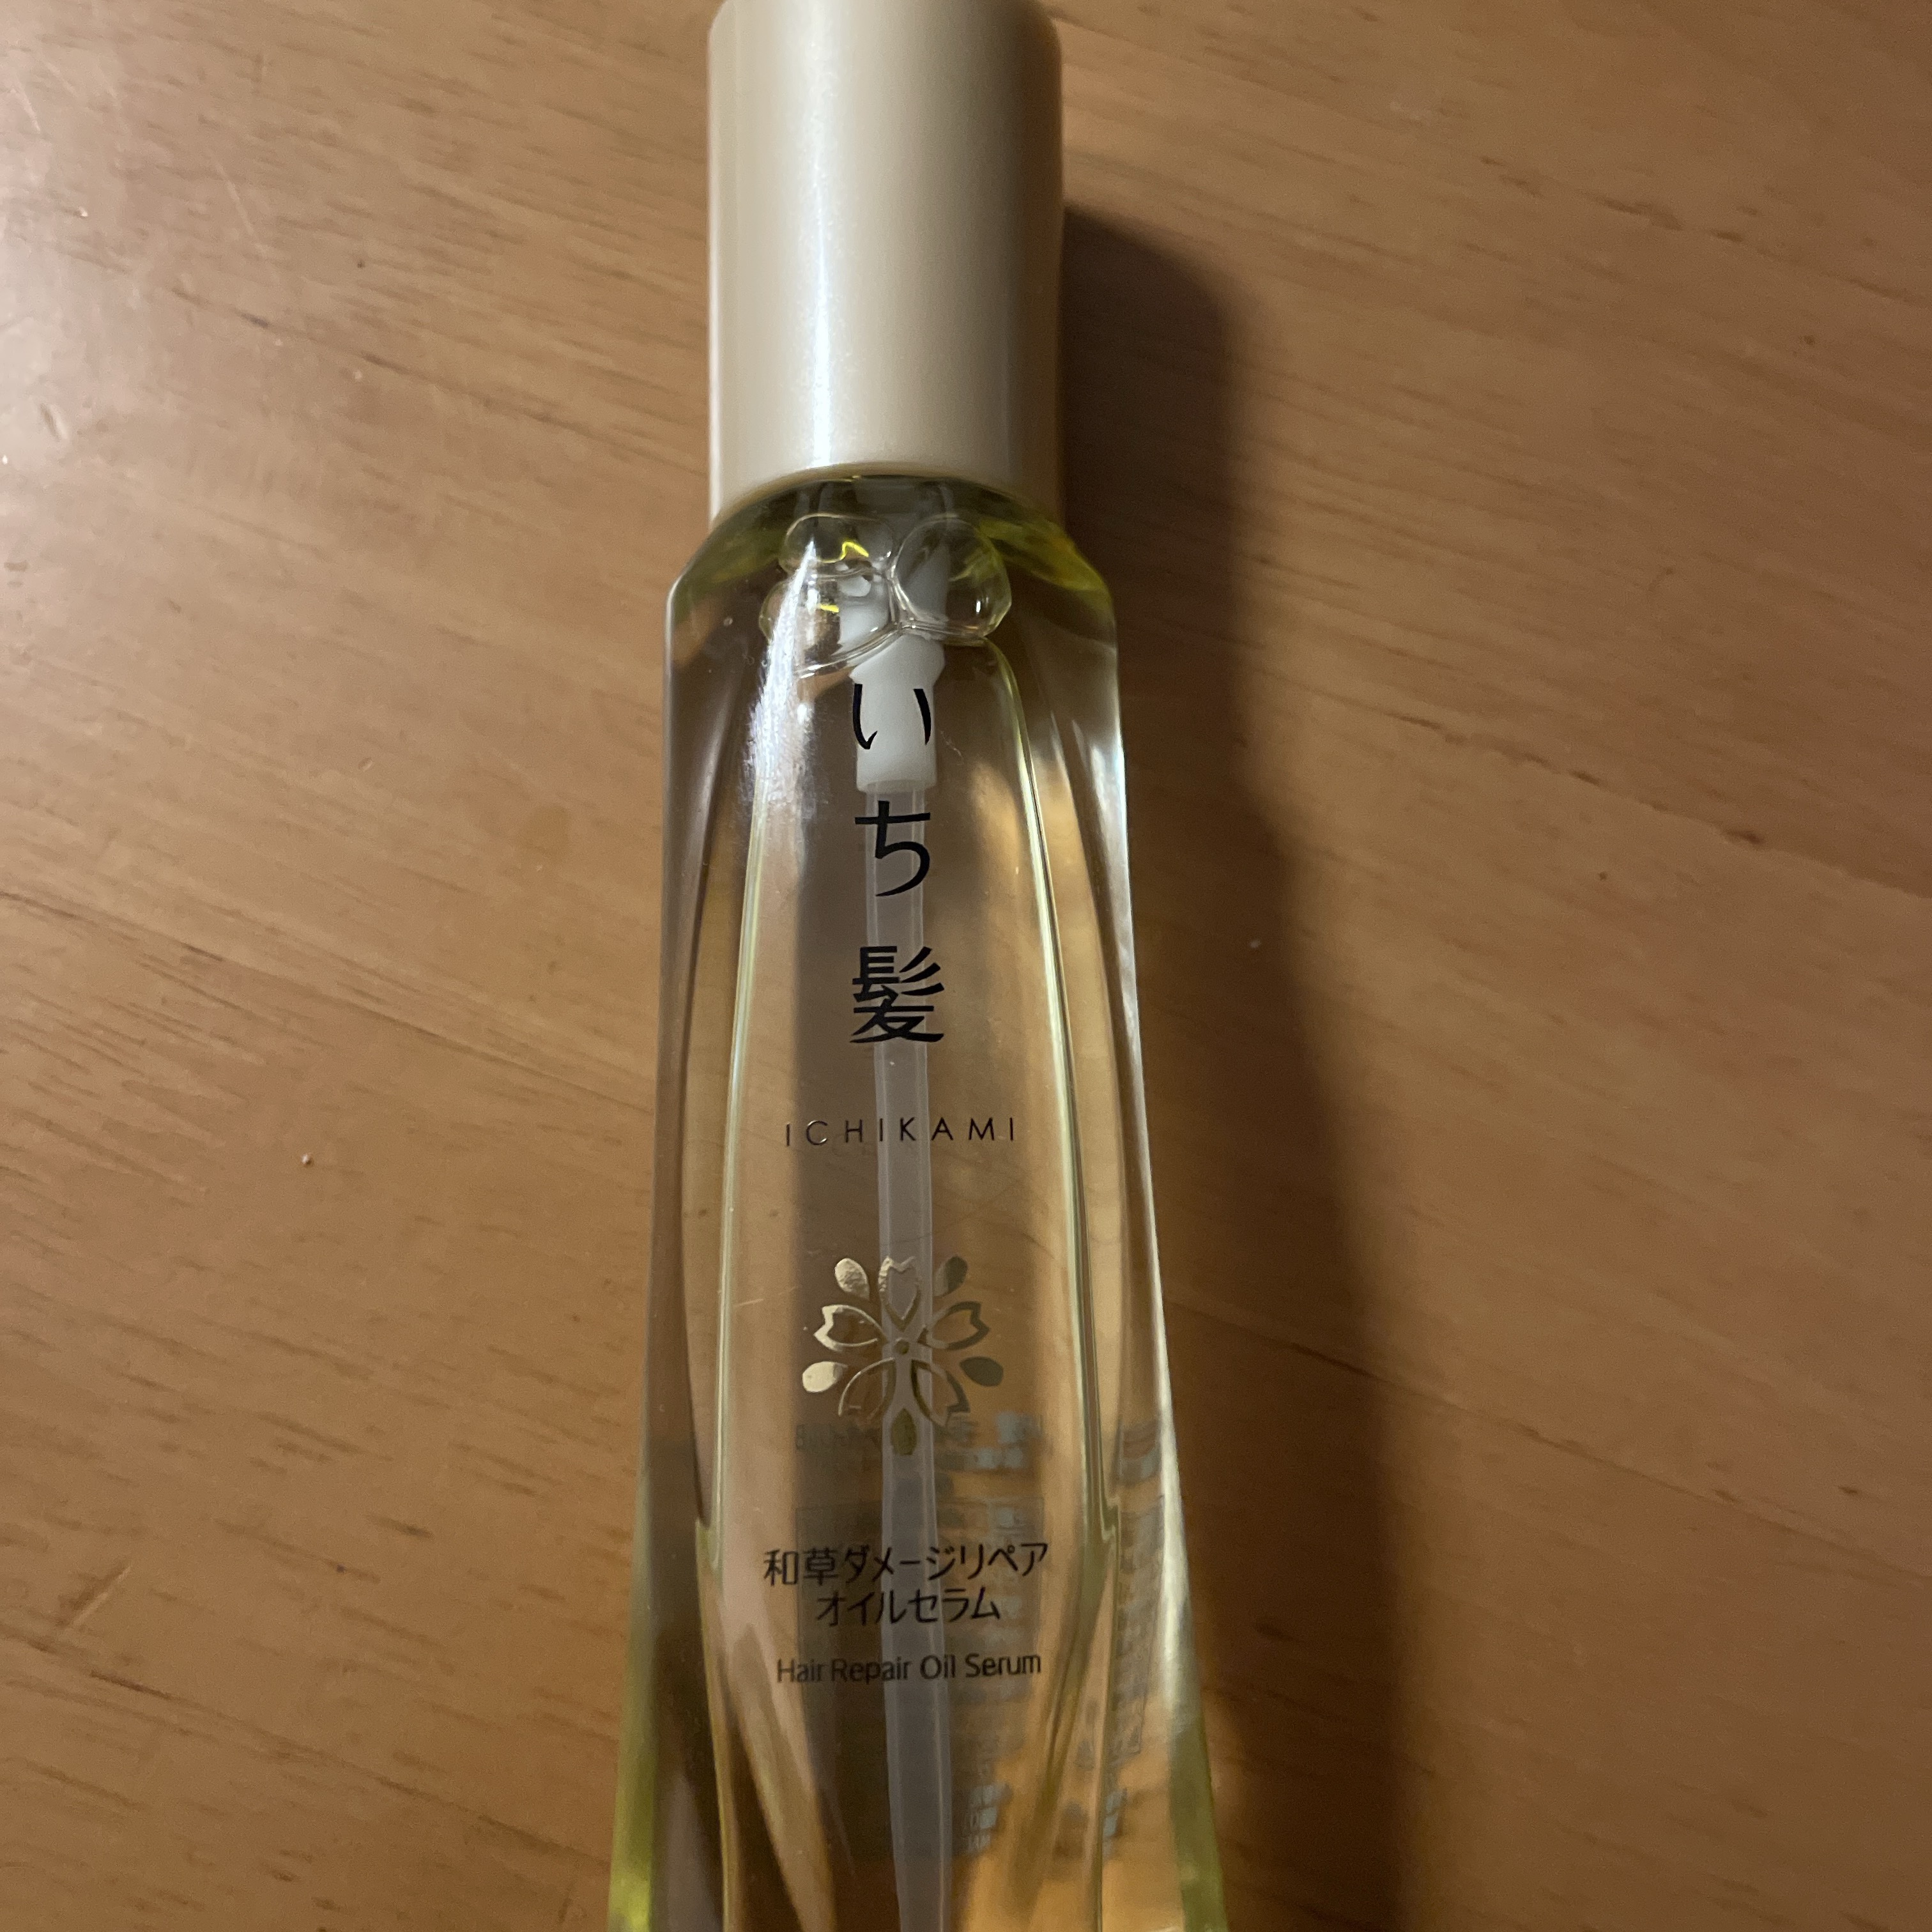 いち髪
ICHIKAMI
和草ダメージリペア
オイルセラム
Hair Repair Oil Serum